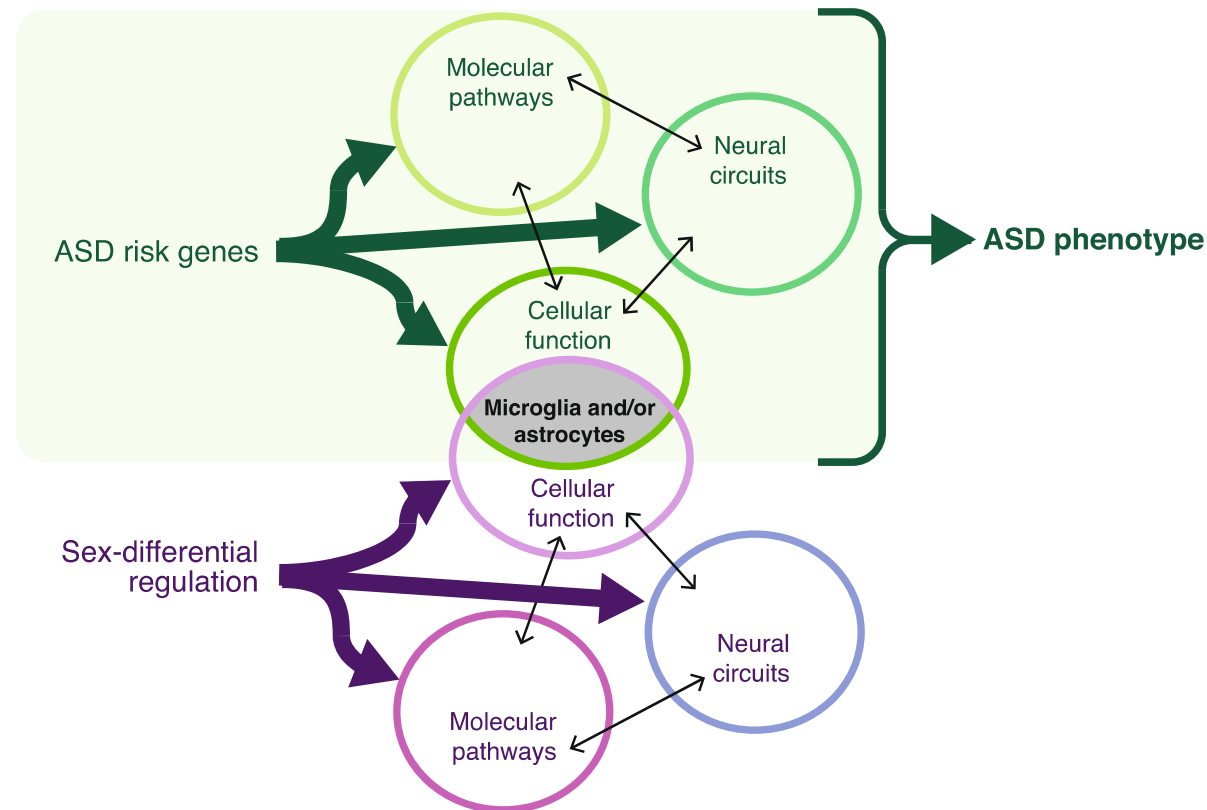 Molecular
pathways
Neural
circuits
ASD risk genes
ASD phenotype
Cellular
function
Microglia and/or
astrocytes
Cellular
function
Sex-differential
regulation
Neural
circuits
Molecular
pathways